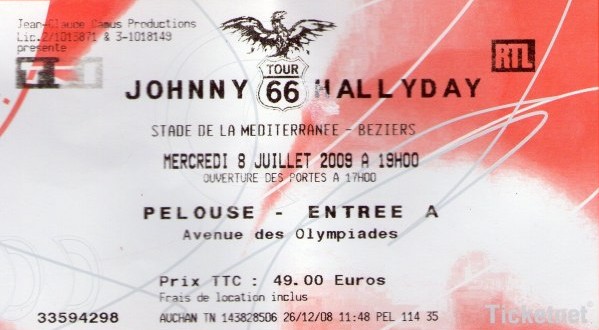 Jean-Claude Camus Productions
Lic.2/1018871 & 3-1018149
presente
RTL
TOUR
JOHNNY 66 HALLYDAY
STADE DE LA MEDITERRANEE - BEZIERS
MERCREDI 8 JUILLET 2009 A 19H00
OUVERTURE DES PORTES A 17H00
PELOUSE - ENTREE A
Avenue des Olympiades
Prix TTC : 49.00 Euros
Frais de location inclus
33594298
AUCHAN TN 143828506 26/12/08 11:48 PEL 114 35
Ticketnet